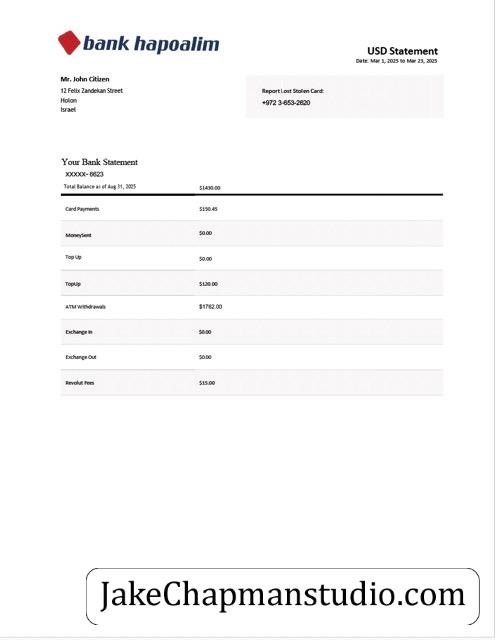 bank hapoalim
USD Statement
Date: Mar 1, 2025 to Mar 23, 2025
Mr. John Citizen
12 Felix Zandekan Street
Holon
Israel
Report Lost Stolen Card:
+972 3-653-2620
Your Bank Statement
XXXXX- 6623
Total Balance as of Aug 31, 2025 $1430.00
Card Payments $150.45
MoneySent $0.00
Top Up $0.00
TopUp $120.00
ATM Withdrawals $1762.00
Exchange In $0.00
Exchange Out $0.00
Revolut Fees $15.00
JakeChapmanstudio.com